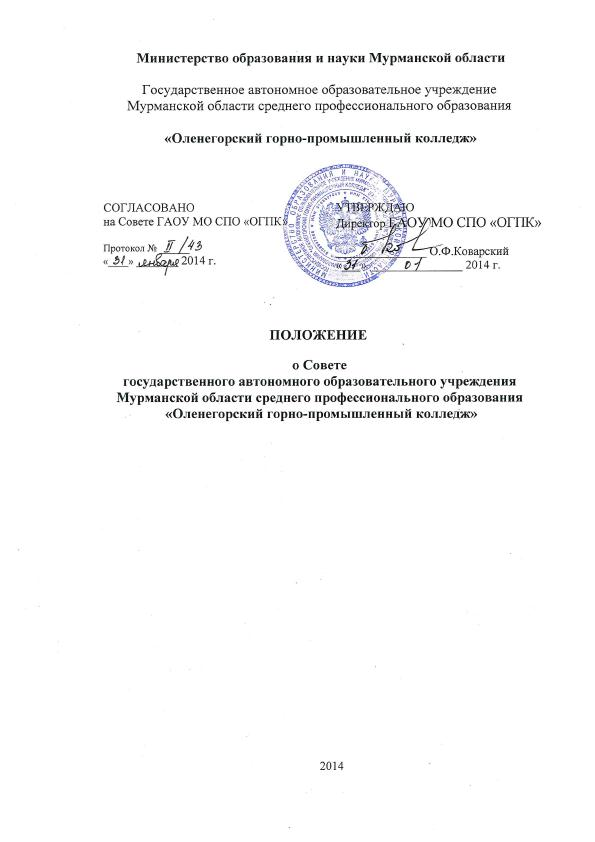 Министерство образования и науки Мурманской области
Государственное автономное образовательное учреждение
Мурманской области среднего профессионального образования
«Оленегорский горно-промышленный колледж»
СОГЛАСОВАНО
на Совете ГАОУ МО СПО «ОГПК»
Протокол № II/43
«31» января 2014 г.
УТВЕРЖДАЮ
Директор ГАОУ МО СПО «ОГПК»
О.Ф.Коварский
«31» 01 2014 г.
ПОЛОЖЕНИЕ
о Совете
государственного автономного образовательного учреждения
Мурманской области среднего профессионального образования
«Оленегорский горно-промышленный колледж»
2014